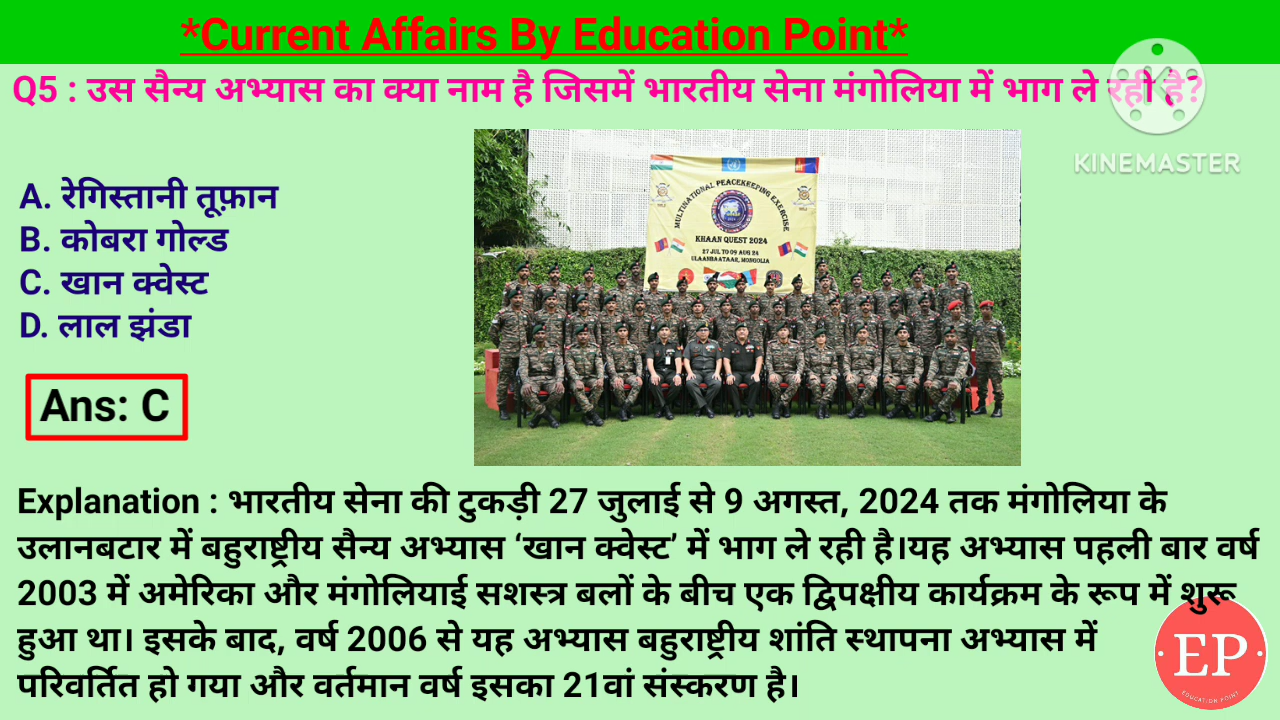 *Current Affairs By Education Point*
Q5 : उस सैन्य अभ्यास का क्या नाम है जिसमें भारतीय सेना मंगोलिया में भाग ले रही है?
KINEMASTER
A. रेगिस्तानी तूफ़ान
B. कोबरा गोल्ड
C. खान क्वेस्ट
D. लाल झंडा
MULTINATIONAL PEACEKEEPING EXERCISE
KHAAN QUEST 2024
27 JUL TO 09 AUG 24
ULAANBAATAAR, MONGOLIA
Ans: C
Explanation : भारतीय सेना की टुकड़ी 27 जुलाई से 9 अगस्त, 2024 तक मंगोलिया के
उलानबटार में बहुराष्ट्रीय सैन्य अभ्यास ‘खान क्वेस्ट’ में भाग ले रही है।यह अभ्यास पहली बार वर्ष
2003 में अमेरिका और मंगोलियाई सशस्त्र बलों के बीच एक द्विपक्षीय कार्यक्रम के रूप में शुरू
हुआ था। इसके बाद, वर्ष 2006 से यह अभ्यास बहुराष्ट्रीय शांति स्थापना अभ्यास में
परिवर्तित हो गया और वर्तमान वर्ष इसका 21वां संस्करण है।
EP
EDUCATION POINT